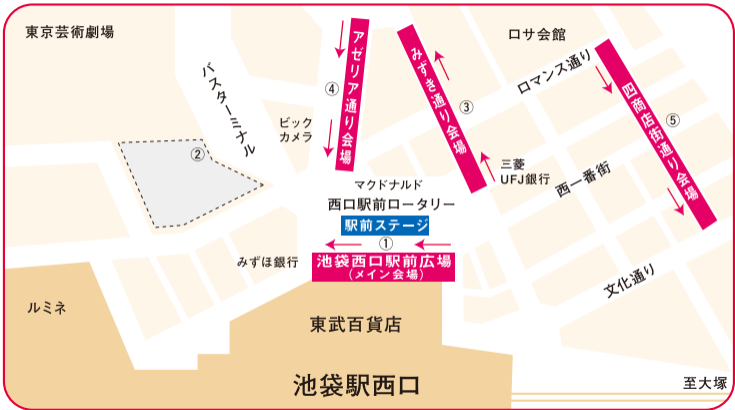 東京芸術劇場
バスターミナル
②
ビック
カメラ
④
アゼリア通り会場
みずき通り会場
③
ロサ会館
ロマンス通り
四商店街通り会場
⑤
三菱
UFJ銀行
西一番街
文化通り
マクドナルド
西口駅前ロータリー
駅前ステージ
①
みずほ銀行
池袋西口駅前広場
(メイン会場)
ルミネ
東武百貨店
池袋駅西口
至大塚